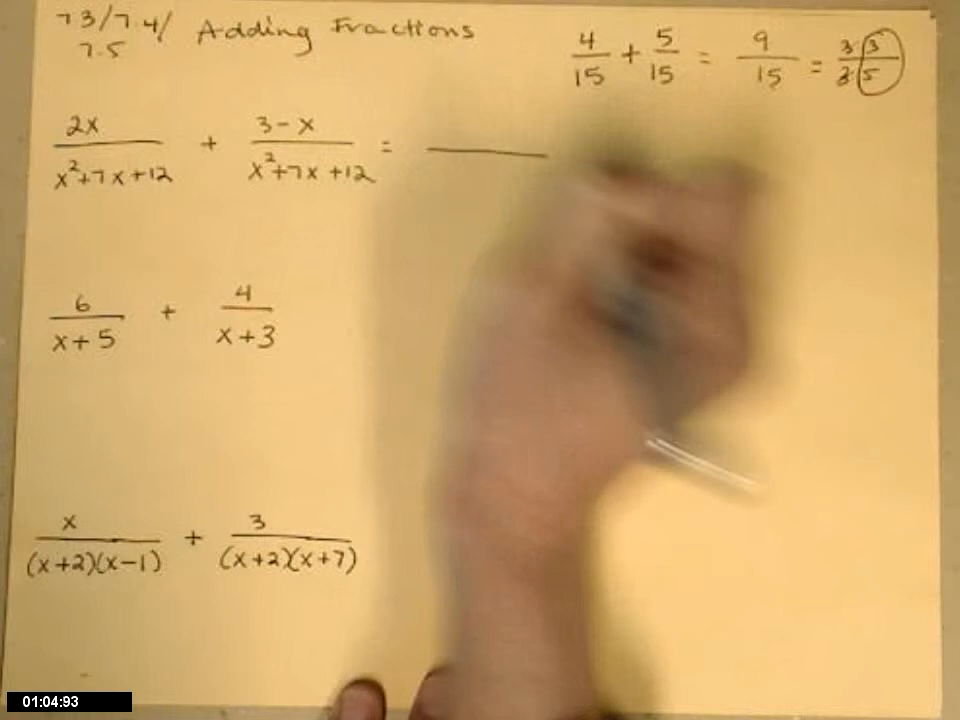 7.3/7.4/ Adding Fractions
7.5
4/15 + 5/15 = 9/15 = 3·3/3·5
2x/x²+7x+12 + 3-x/x²+7x+12 =
6/x+5 + 4/x+3
x/(x+2)(x-1) + 3/(x+2)(x+7)
01:04:93